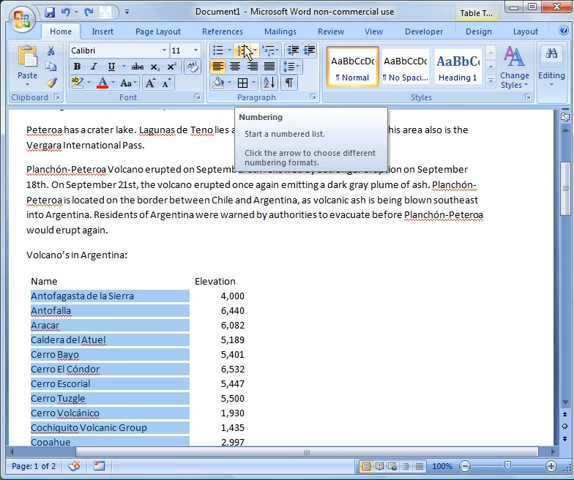 Document1 - Microsoft Word non-commercial use
Table T...
Home Insert Page Layout References Mailings Review View Developer Design Layout
Calibri 11
AaBbCcDc AaBbCcDc AaBbCc
Paste
¶ Normal ¶ No Spaci... Heading 1
Change Styles
Editing
Clipboard Font Paragraph Styles
Numbering
Start a numbered list.
Click the arrow to choose different
numbering formats.
Peteroa has a crater lake. Lagunas de Teno lies
his area also is the
Vergara International Pass.
Planchón-Peteroa Volcano erupted on September
eruption on September
18th. On September 21st, the volcano erupted once again emitting a dark gray plume of ash. Planchón-
Peteroa is located on the border between Chile and Argentina, as volcanic ash is being blown southeast
into Argentina. Residents of Argentina were warned by authorities to evacuate before Planchón-Peteroa
would erupt again.
Volcano's in Argentina:
Name Elevation
Antofagasta de la Sierra 4,000
Antofalla 6,440
Aracar 6,082
Caldera del Atuel 5,189
Cerro Bayo 5,401
Cerro El Cóndor 6,532
Cerro Escorial 5,447
Cerro Tuzgle 5,500
Cerro Volcánico 1,930
Cochiquito Volcanic Group 1,435
Copahue 2,997
Page: 1 of 2 100%